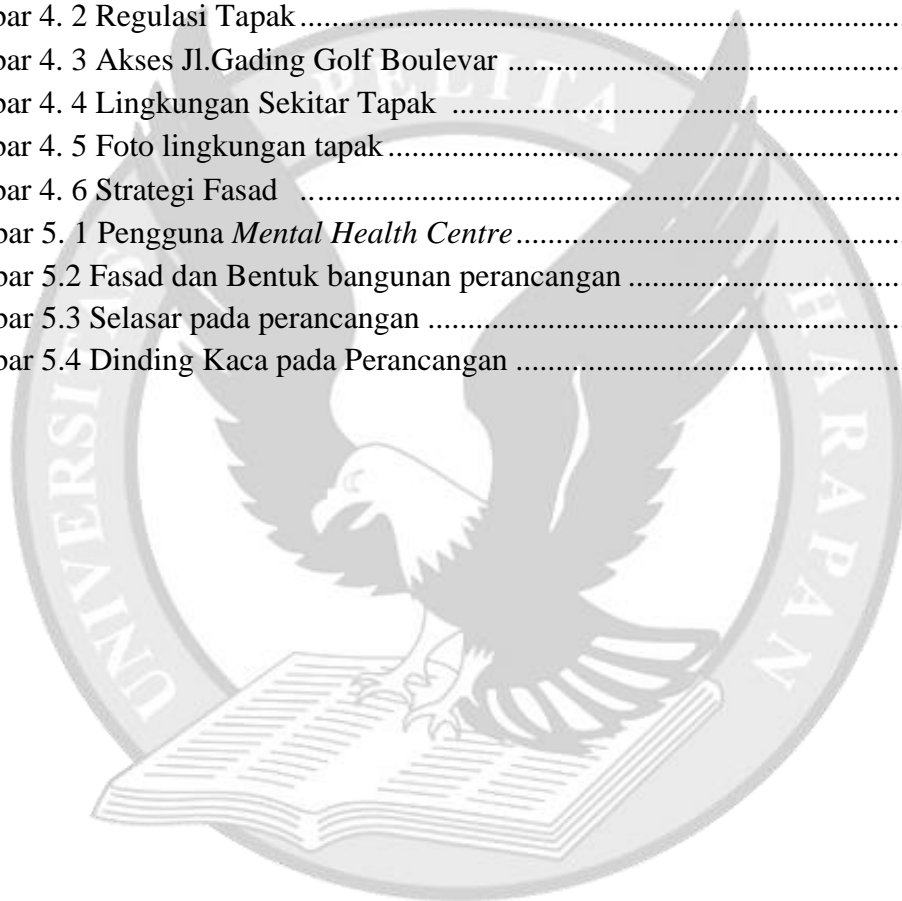 bar 4. 2 Regulasi Tapak........................................................................
bar 4. 3 Akses Jl.Gading Golf Boulevar ..............................................
bar 4. 4 Lingkungan Sekitar Tapak .....................................................
bar 4. 5 Foto lingkungan tapak..............................................................
bar 4. 6 Strategi Fasad ........................................................................
bar 5. 1 Pengguna Mental Health Centre..............................................
bar 5.2 Fasad dan Bentuk bangunan perancangan ................................
bar 5.3 Selasar pada perancangan .........................................................
bar 5.4 Dinding Kaca pada Perancangan ..............................................
UNIVERSITAS PELITA HARAPAN